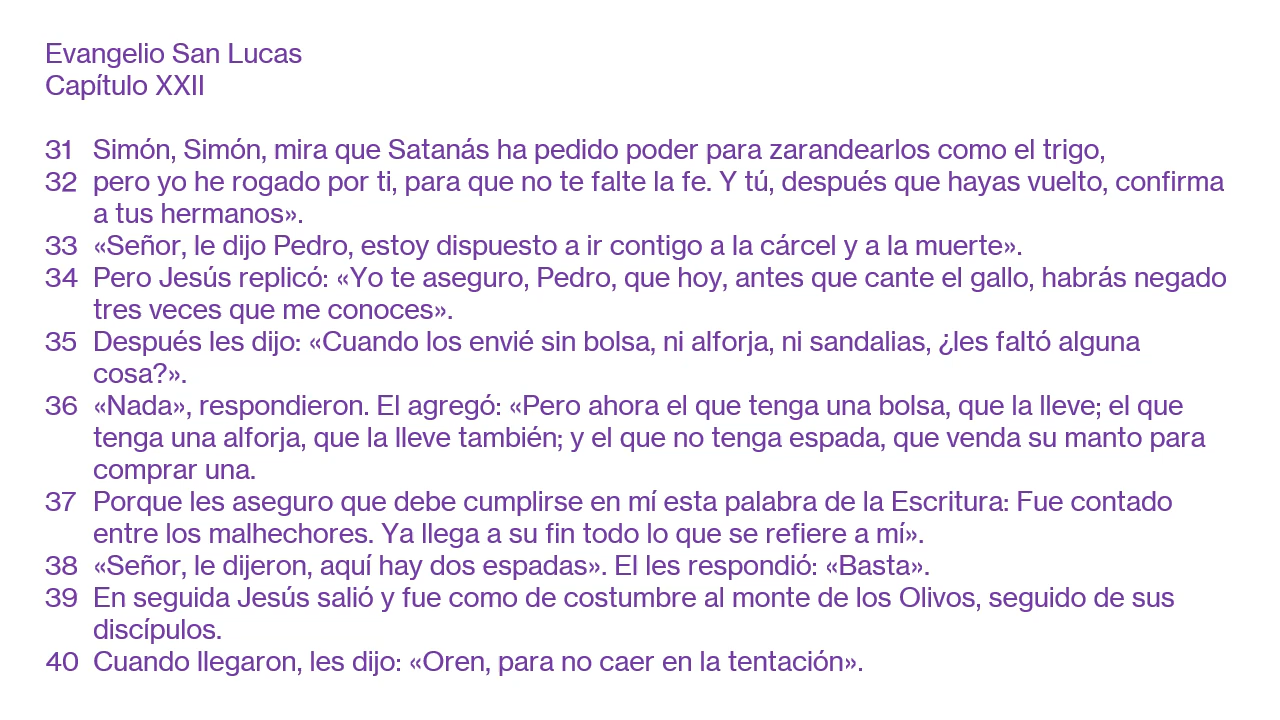 Evangelio San Lucas
Capítulo XXII
31 Simón, Simón, mira que Satanás ha pedido poder para zarandearlos como el trigo,
32 pero yo he rogado por ti, para que no te falte la fe. Y tú, después que hayas vuelto, confirma
a tus hermanos».
33 «Señor, le dijo Pedro, estoy dispuesto a ir contigo a la cárcel y a la muerte».
34 Pero Jesús replicó: «Yo te aseguro, Pedro, que hoy, antes que cante el gallo, habrás negado
tres veces que me conoces».
35 Después les dijo: «Cuando los envié sin bolsa, ni alforja, ni sandalias, ¿les faltó alguna
cosa?».
36 «Nada», respondieron. El agregó: «Pero ahora el que tenga una bolsa, que la lleve; el que
tenga una alforja, que la lleve también; y el que no tenga espada, que venda su manto para
comprar una.
37 Porque les aseguro que debe cumplirse en mí esta palabra de la Escritura: Fue contado
entre los malhechores. Ya llega a su fin todo lo que se refiere a mí».
38 «Señor, le dijeron, aquí hay dos espadas». El les respondió: «Basta».
39 En seguida Jesús salió y fue como de costumbre al monte de los Olivos, seguido de sus
discípulos.
40 Cuando llegaron, les dijo: «Oren, para no caer en la tentación».